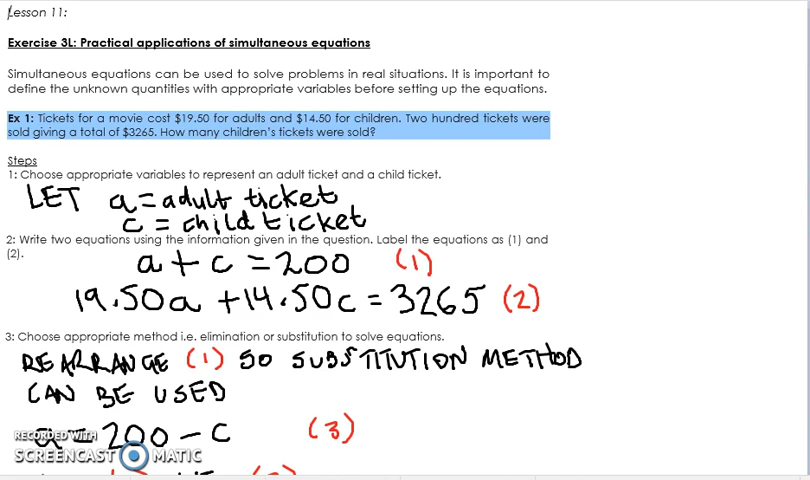 Lesson 11:
Exercise 3L: Practical applications of simultaneous equations
Simultaneous equations can be used to solve problems in real situations. It is important to
define the unknown quantities with appropriate variables before setting up the equations.
Ex 1: Tickets for a movie cost $19.50 for adults and $14.50 for children. Two hundred tickets were
sold giving a total of $3265. How many children's tickets were sold?
Steps
1: Choose appropriate variables to represent an adult ticket and a child ticket.
LET a = adult ticket
c = child ticket
2: Write two equations using the information given in the question. Label the equations as (1) and
(2).
a + c = 200 (1)
19.50a + 14.50c = 3265 (2)
3: Choose appropriate method i.e. elimination or substitution to solve equations.
REARRANGE (1) SO SUBSTITUTION METHOD
CAN BE USED
a = 200 - c (3)
RECORDED WITH
SCREENCAST MATIC